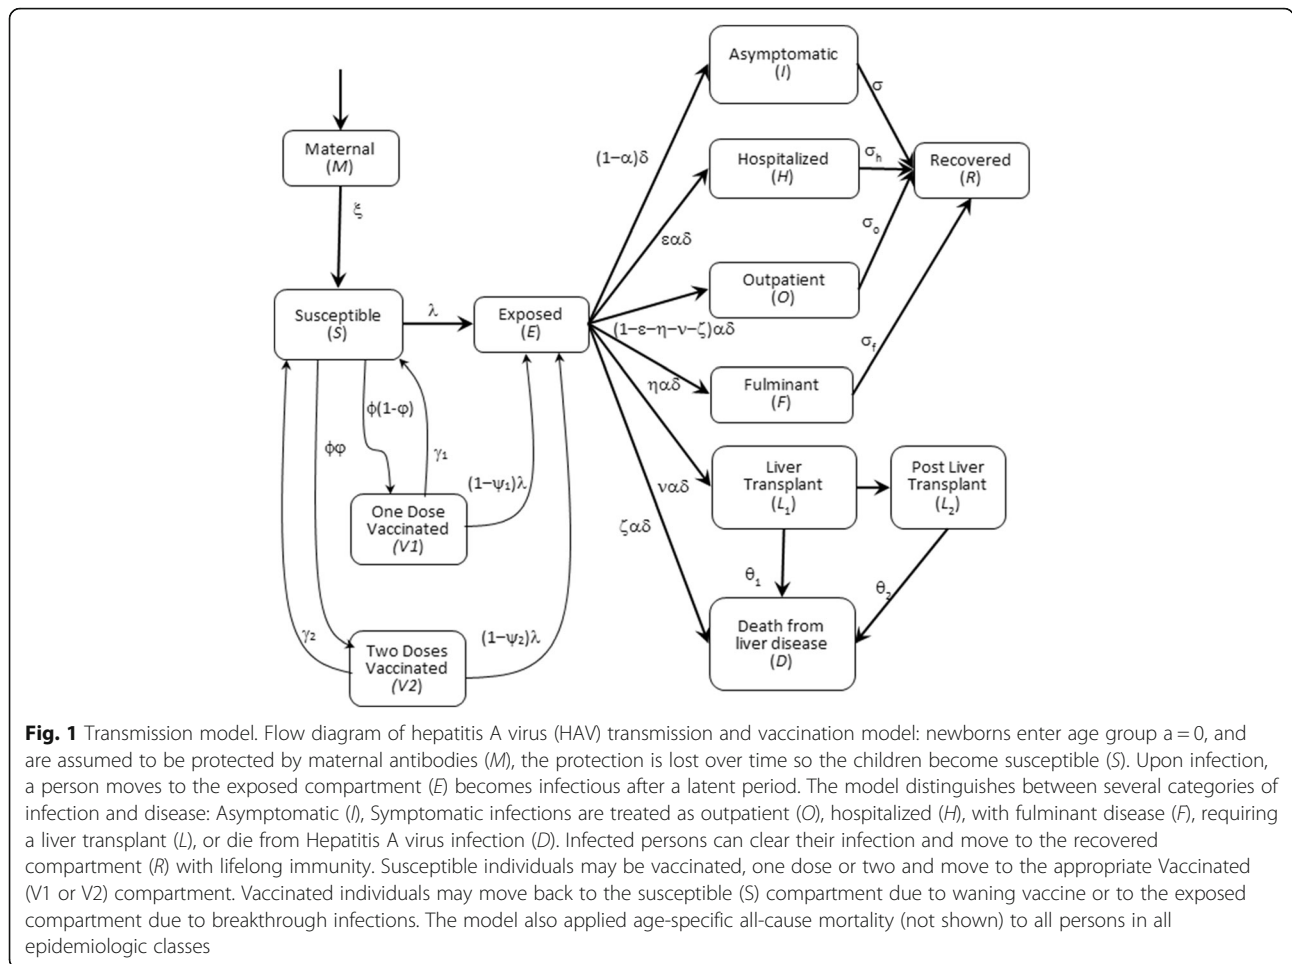 Asymptomatic
(I)
σ
Maternal
(M)
(1−α)δ
Hospitalized
(H)
σh
Recovered
(R)
ξ
εαδ
σo
Susceptible
(S)
λ
Exposed
(E)
Outpatient
(O)
(1−ε−η−ν−ζ)αδ
σf
ηαδ
Fulminant
(F)
ϕ(1-φ)
ϕφ
γ1
(1−ψ1)λ
ναδ
Liver
Transplant
(L1)
Post Liver
Transplant
(L2)
One Dose
Vaccinated
(V1)
ζαδ
θ1
θ2
γ2
(1−ψ2)λ
Two Doses
Vaccinated
(V2)
Death from
liver disease
(D)
Fig. 1 Transmission model. Flow diagram of hepatitis A virus (HAV) transmission and vaccination model: newborns enter age group a = 0, and
are assumed to be protected by maternal antibodies (M), the protection is lost over time so the children become susceptible (S). Upon infection,
a person moves to the exposed compartment (E) becomes infectious after a latent period. The model distinguishes between several categories of
infection and disease: Asymptomatic (I), Symptomatic infections are treated as outpatient (O), hospitalized (H), with fulminant disease (F), requiring
a liver transplant (L), or die from Hepatitis A virus infection (D). Infected persons can clear their infection and move to the recovered
compartment (R) with lifelong immunity. Susceptible individuals may be vaccinated, one dose or two and move to the appropriate Vaccinated
(V1 or V2) compartment. Vaccinated individuals may move back to the susceptible (S) compartment due to waning vaccine or to the exposed
compartment due to breakthrough infections. The model also applied age-specific all-cause mortality (not shown) to all persons in all
epidemiologic classes